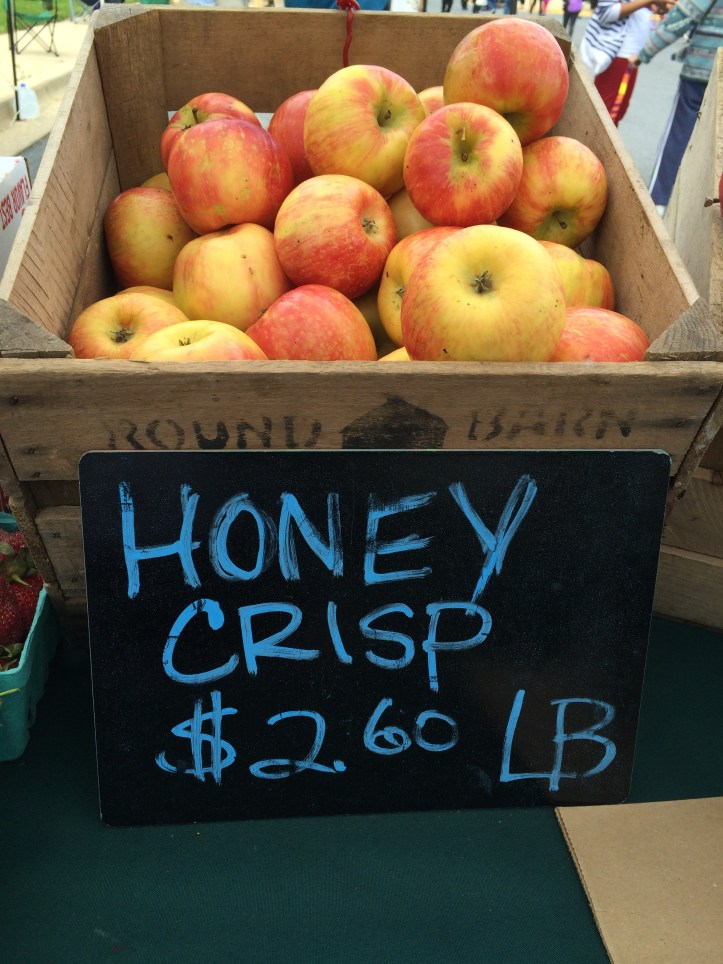 ROUND BARN
HONEY
CRISP
$2.60 LB